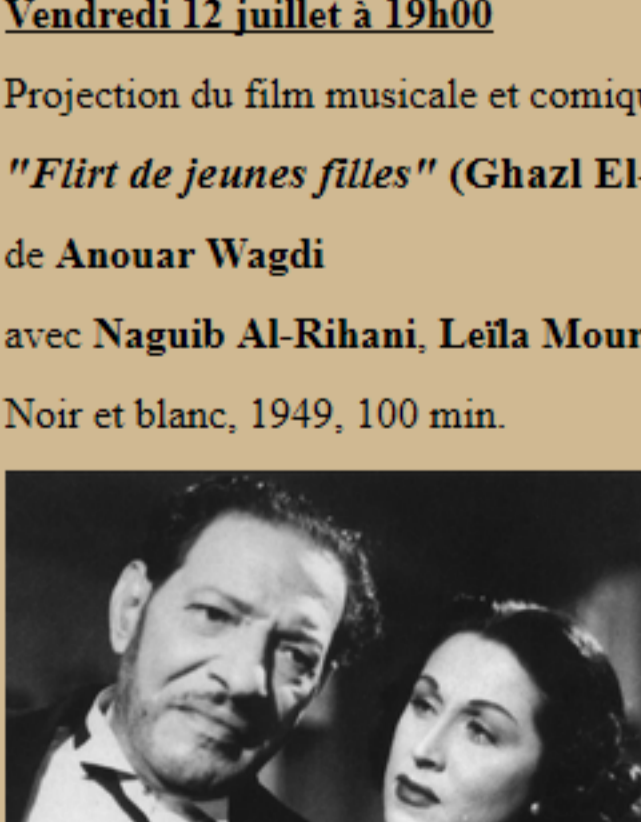 Vendredi 12 juillet à 19h00
Projection du film musicale et comiqu
"Flirt de jeunes filles" (Ghazl El-
de Anouar Wagdi
avec Naguib Al-Rihani, Leïla Mour
Noir et blanc, 1949, 100 min.